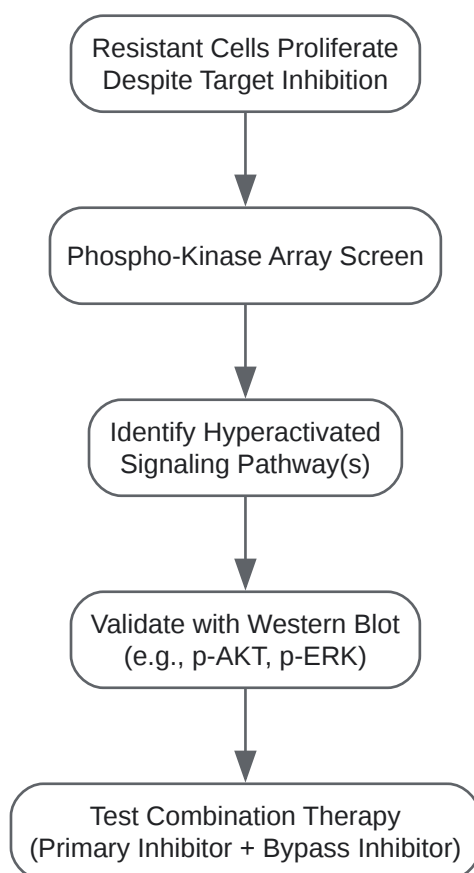 Resistant Cells Proliferate
Despite Target Inhibition
Phospho-Kinase Array Screen
Identify Hyperactivated
Signaling Pathway(s)
Validate with Western Blot
(e.g., p-AKT, p-ERK)
Test Combination Therapy
(Primary Inhibitor + Bypass Inhibitor)